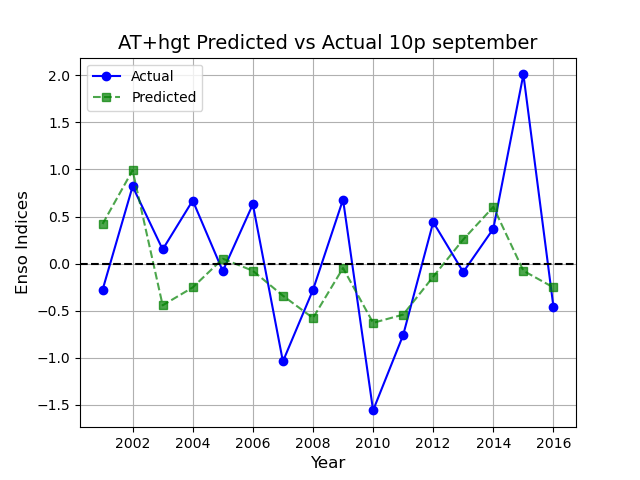 AT+hgt Predicted vs Actual 10p september
Actual
Predicted
2.0
1.5
1.0
0.5
0.0
−0.5
−1.0
−1.5
Enso Indices
2002 2004 2006 2008 2010 2012 2014 2016
Year